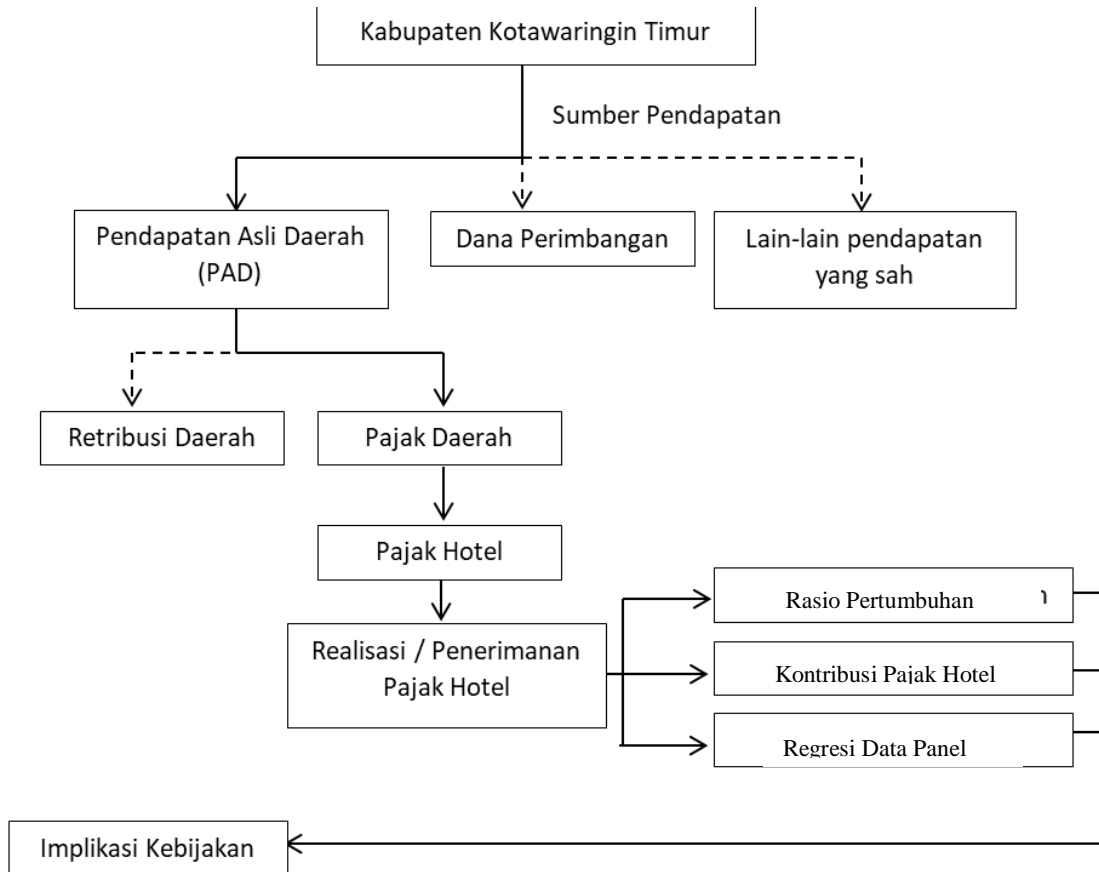 Kabupaten Kotawaringin Timur
Sumber Pendapatan
Pendapatan Asli Daerah
(PAD)
Dana Perimbangan
Lain-lain pendapatan
yang sah
Retribusi Daerah
Pajak Daerah
Pajak Hotel
Realisasi / Penerimanan
Pajak Hotel
Rasio Pertumbuhan
Kontribusi Pajak Hotel
Regresi Data Panel
Implikasi Kebijakan